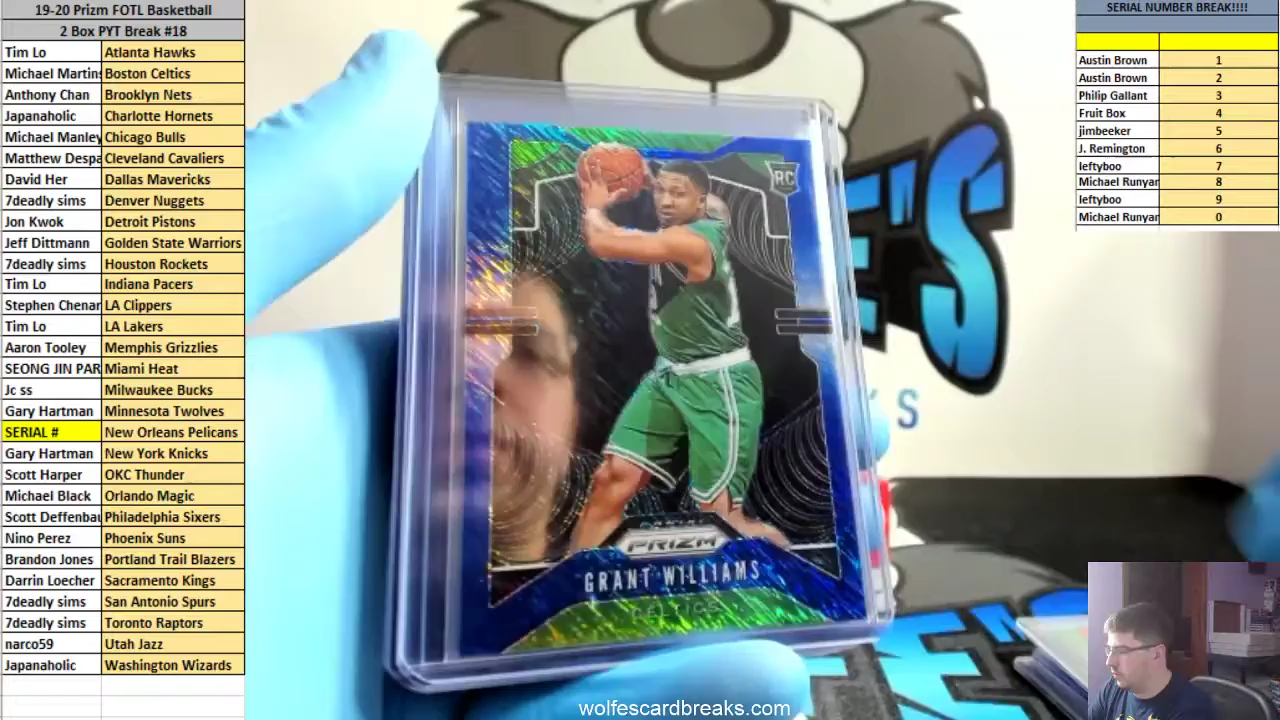 19-20 Prizm FOTL Basketball
2 Box PYT Break #18
Tim Lo Atlanta Hawks
Michael Martins Boston Celtics
Anthony Chan Brooklyn Nets
Japanaholic Charlotte Hornets
Michael Manley Chicago Bulls
Matthew Despa Cleveland Cavaliers
David Her Dallas Mavericks
7deadly sims Denver Nuggets
Jon Kwok Detroit Pistons
Jeff Dittmann Golden State Warriors
7deadly sims Houston Rockets
Tim Lo Indiana Pacers
Stephen Chenar LA Clippers
Tim Lo LA Lakers
Aaron Tooley Memphis Grizzlies
SEONG JIN PAR Miami Heat
Jc ss Milwaukee Bucks
Gary Hartman Minnesota Twolves
SERIAL # New Orleans Pelicans
Gary Hartman New York Knicks
Scott Harper OKC Thunder
Michael Black Orlando Magic
Scott Deffenbau Philadelphia Sixers
Nino Perez Phoenix Suns
Brandon Jones Portland Trail Blazers
Darrin Loecher Sacramento Kings
7deadly sims San Antonio Spurs
7deadly sims Toronto Raptors
narco59 Utah Jazz
Japanaholic Washington Wizards
RC
PANINI
PRIZM
GRANT WILLIAMS
CELTICS
E'S
KS
wolfescardbreaks.com
SERIAL NUMBER BREAK!!!!
Austin Brown 1
Austin Brown 2
Philip Gallant 3
Fruit Box 4
jimbeeker 5
J. Remington 6
leftyboo 7
Michael Runyar 8
leftyboo 9
Michael Runyar 0